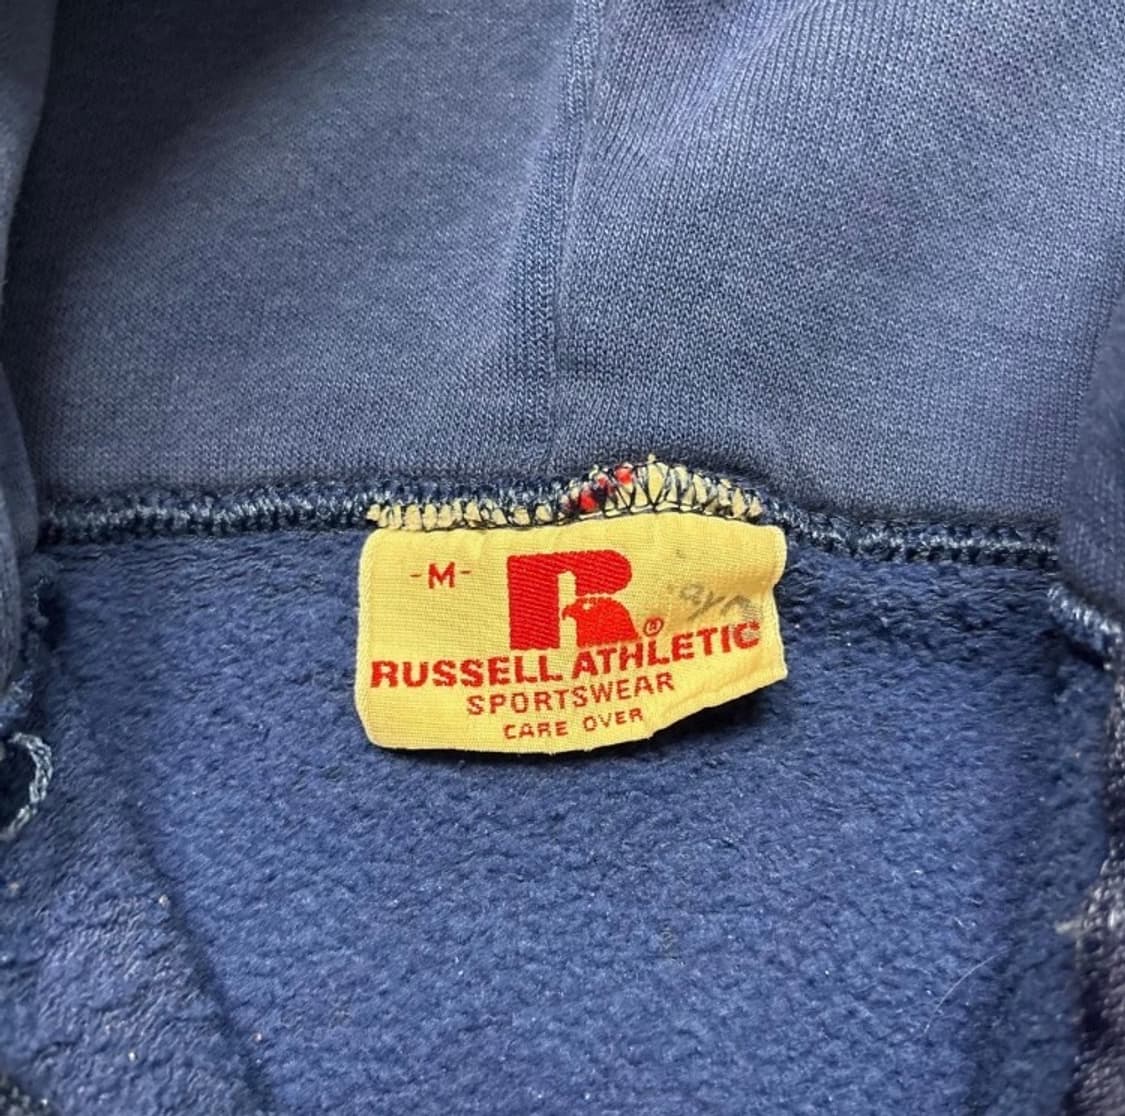 -M-
R ®
RUSSELL ATHLETIC
SPORTSWEAR
CARE OVER